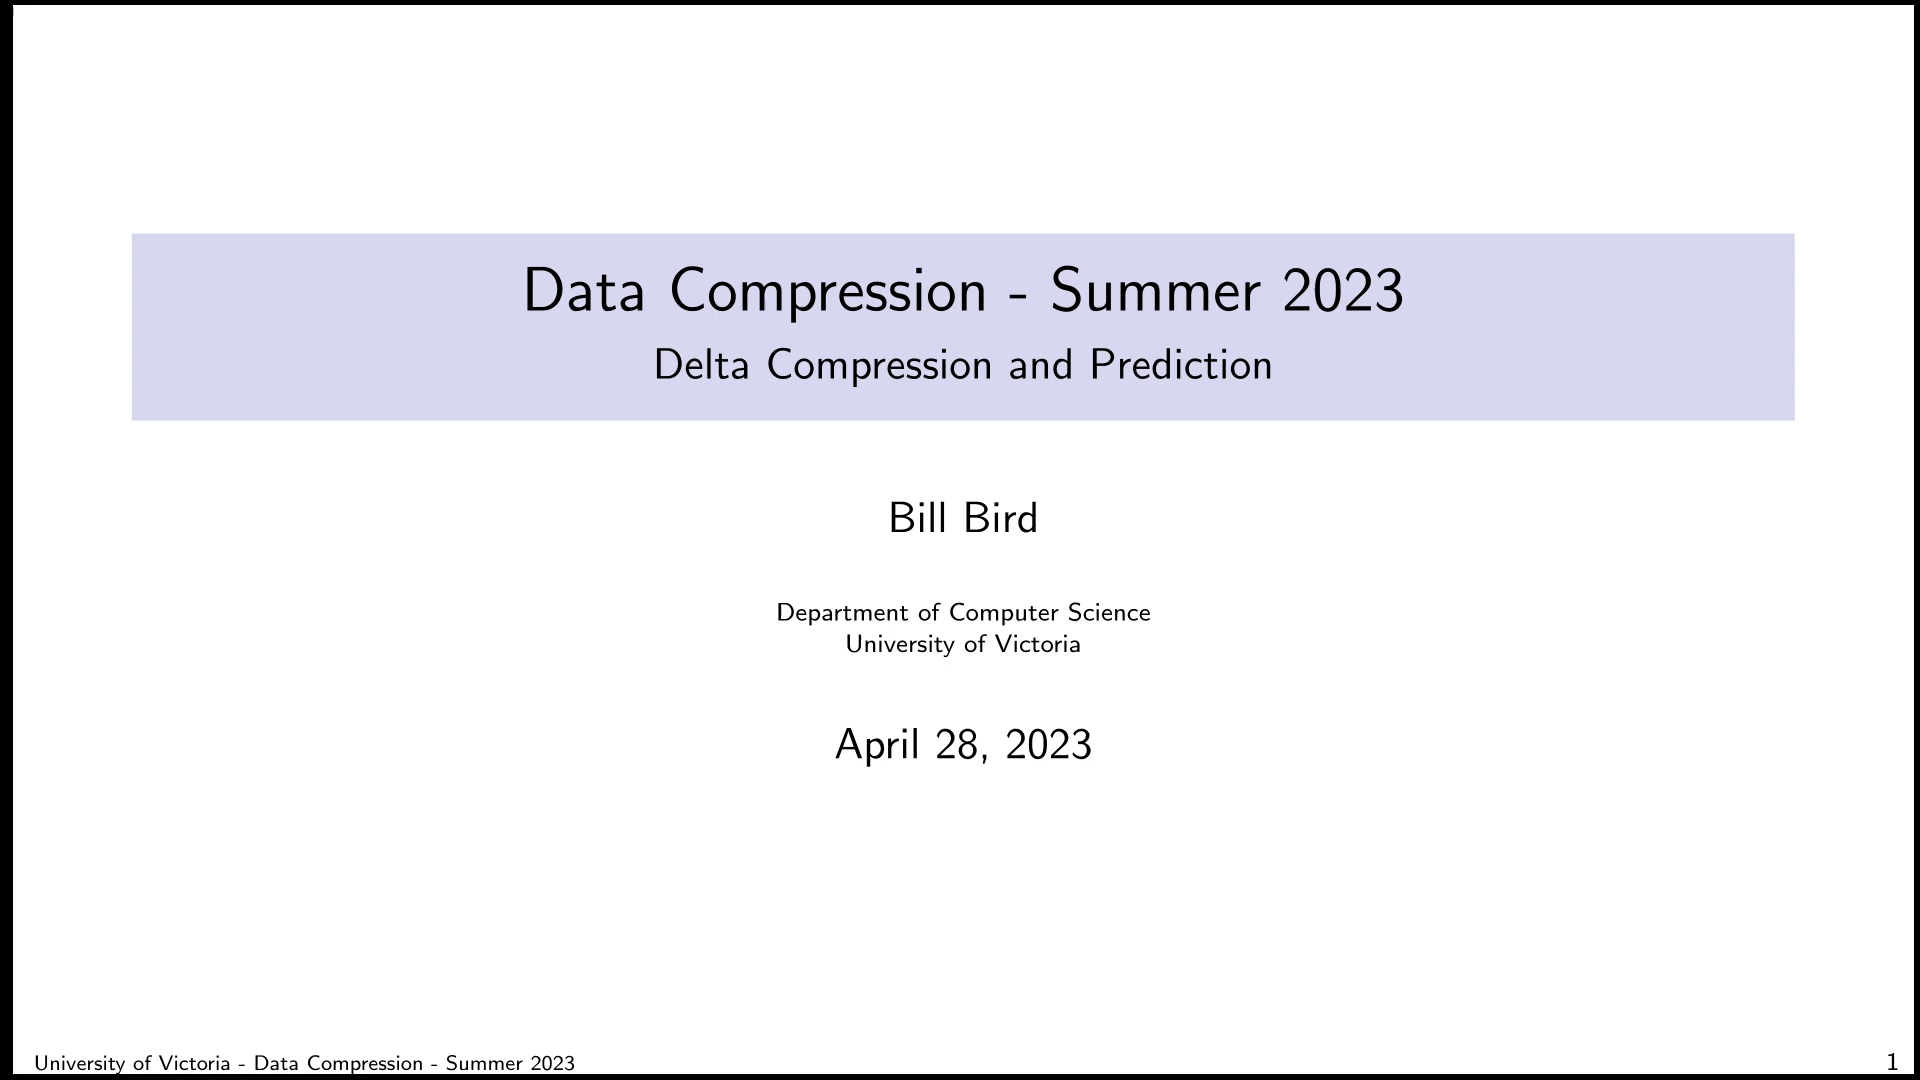 Data Compression - Summer 2023
Delta Compression and Prediction
Bill Bird
Department of Computer Science
University of Victoria
April 28, 2023
University of Victoria - Data Compression - Summer 2023
1